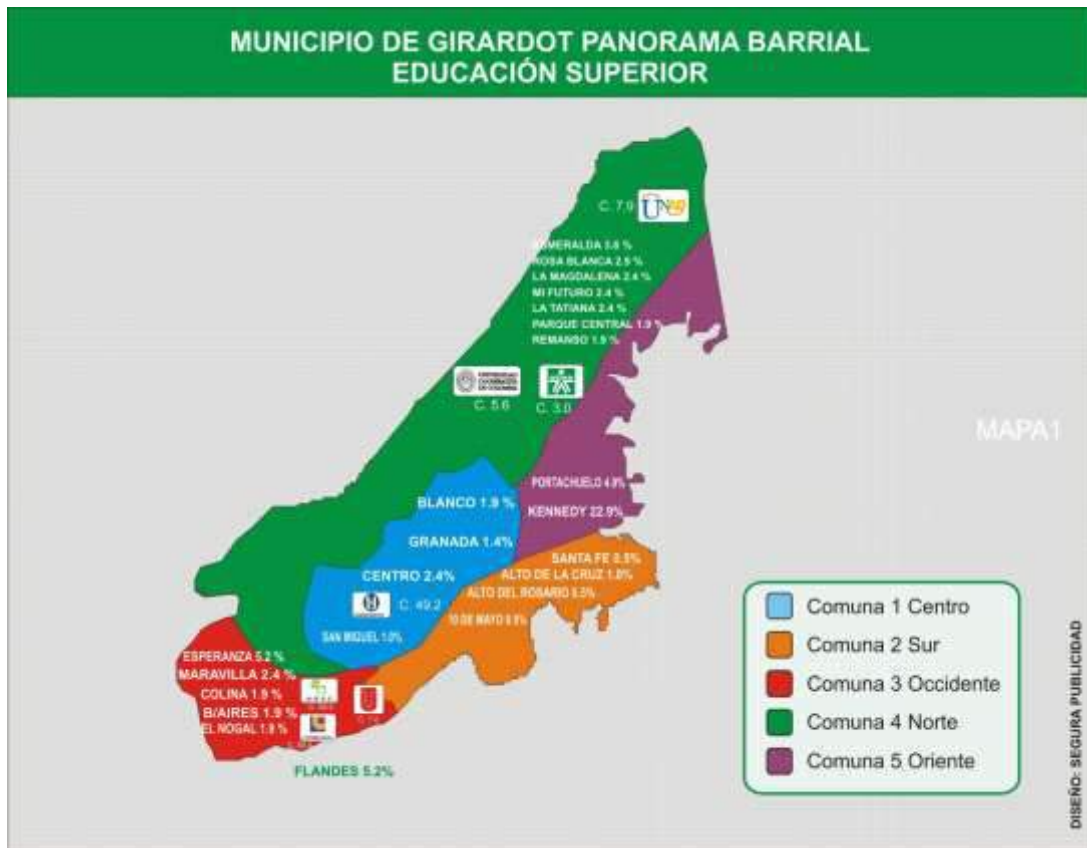 MUNICIPIO DE GIRARDOT PANORAMA BARRIAL
EDUCACIÓN SUPERIOR
C. 7.9
ESMERALDA 3.8 %
ROSA BLANCA 2.9 %
LA MAGDALENA 2.4 %
MI FUTURO 2.4 %
LA TATIANA 2.4 %
PARQUE CENTRAL 1.9 %
REMANSO 1.9 %
UNIVERSIDAD COOPERATIVA DE COLOMBIA
C. 5.6
C. 3.0
MAPA1
PORTACHUELO 4.8%
KENNEDY 22.9%
BLANCO 1.9 %
GRANADA 1.4%
CENTRO 2.4%
C. 49.2
SAN MIGUEL 1.0%
SANTA FE
ALTO DE LA CRUZ
ALTO DEL ROSARIO
10 DE MAYO
ESPERANZA 5.2 %
MARAVILLA 2.4 %
COLINA 1.9 %
B/AIRES 1.9 %
EL NOGAL 1.9 %
FLANDES 5.2%
Comuna 1 Centro
Comuna 2 Sur
Comuna 3 Occidente
Comuna 4 Norte
Comuna 5 Oriente
DISEÑO: SEGURA PUBLICIDAD